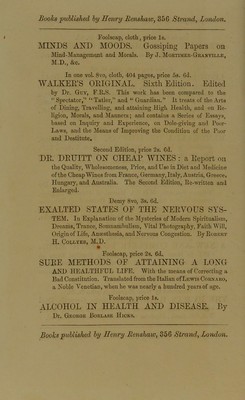 Books published by Henry Renshaw, 356 Strand, London.
Foolscap, cloth, price 1s.
MINDS AND MOODS. Gossiping Papers on
Mind-Management and Morals. By J. Mortimer-Granville,
M.D., &c.
In one vol. 8vo, cloth, 404 pages, price 5s. 6d.
WALKER'S ORIGINAL. Sixth Edition. Edited
by Dr. Guy, F.R.S. This work has been compared to the
"Spectator," "Tatler," and "Guardian." It treats of the Arts
of Dining, Travelling, and attaining High Health, and on Re-
ligion, Morals, and Manners; and contains a Series of Essays,
based on Inquiry and Experience, on Dole-giving and Poor-
Laws, and the Means of Improving the Condition of the Poor
and Destitute.
Second Edition, price 2s. 6d.
DR. DRUITT ON CHEAP WINES: a Report on
the Quality, Wholesomeness, Price, and Use in Diet and Medicine
of the Cheap Wines from France, Germany, Italy, Austria, Greece,
Hungary, and Australia. The Second Edition, Re-written and
Enlarged.
Demy 8vo, 3s. 6d.
EXALTED STATES OF THE NERVOUS SYS-
TEM. In Explanation of the Mysteries of Modern Spiritualism,
Dreams, Trance, Somnambulism, Vital Photography, Faith Will,
Origin of Life, Anæsthesia, and Nervous Congestion. By Robert
H. Collyer, M.D.
Foolscap, price 2s. 6d.
SURE METHODS OF ATTAINING A LONG
AND HEALTHFUL LIFE. With the means of Correcting a
Bad Constitution. Translated from the Italian of Lewis Cornaro,
a Noble Venetian, when he was nearly a hundred years of age.
Foolscap, price 1s.
ALCOHOL IN HEALTH AND DISEASE. By
Dr. George Borlase Hicks.
Books published by Henry Renshaw, 356 Strand, London.